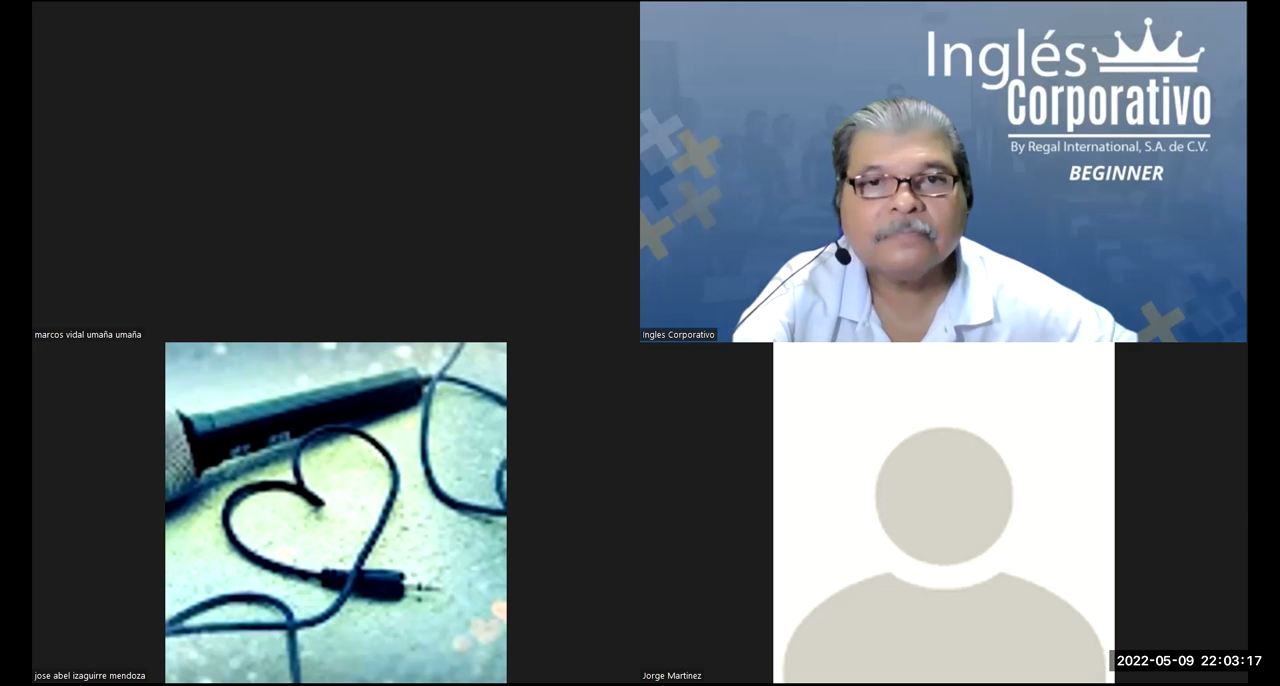 Inglés
Corporativo
By Regal International, S.A. de C.V.
BEGINNER
marcos vidal umaña umaña
Ingles Corporativo
jose abel izaguirre mendoza
Jorge Martinez
2022-05-09 22:03:17